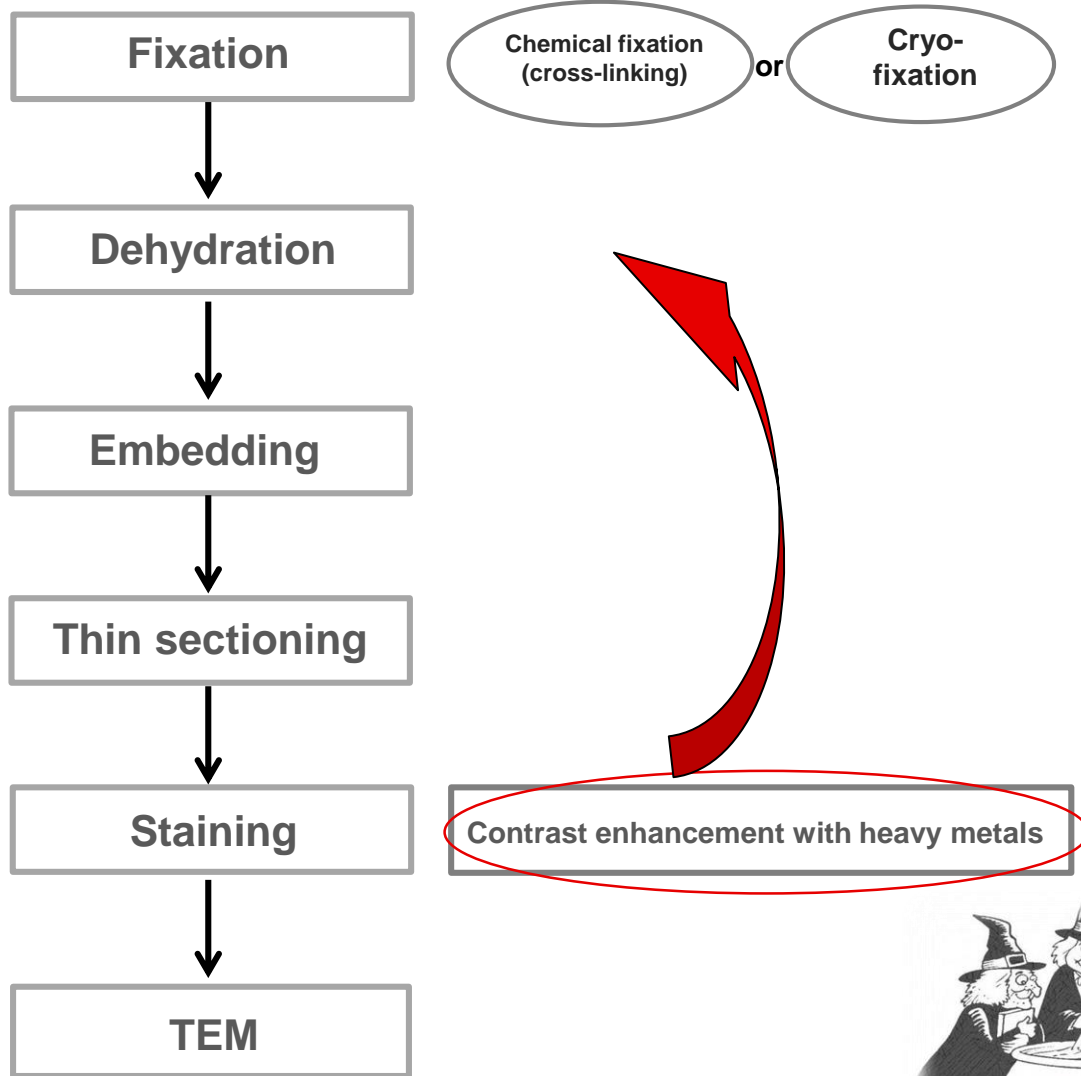 Fixation
Chemical fixation
(cross-linking)
or
Cryo-
fixation
Dehydration
Embedding
Thin sectioning
Staining
Contrast enhancement with heavy metals
TEM